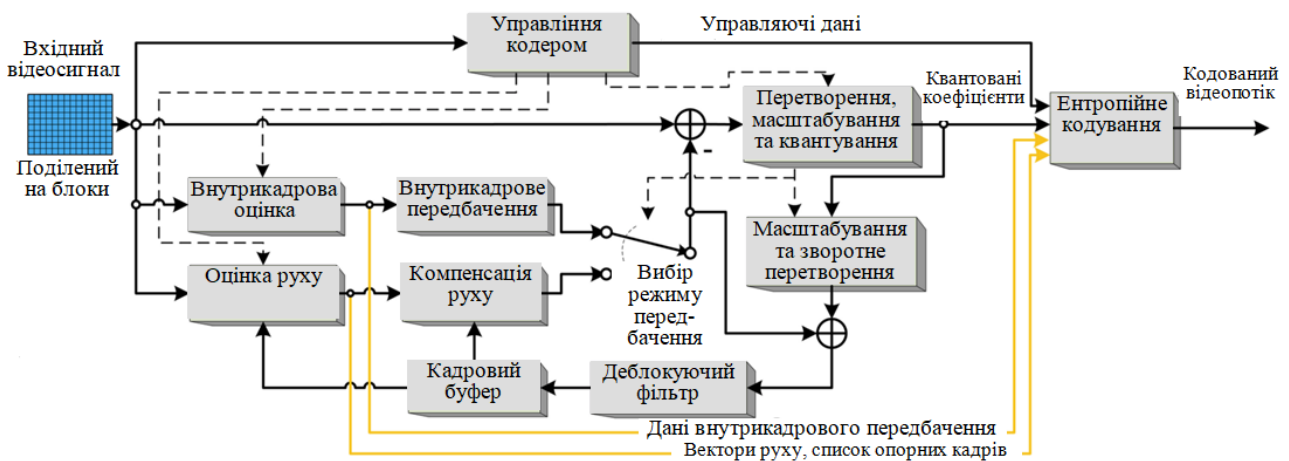 Вхідний
відеосигнал
Поділений
на блоки
Управління
кодером
Управляючі дані
Перетворення,
масштабування
та квантування
Квантовані
коефіцієнти
Ентропійне
кодування
Кодований
відеопотік
-
Внутрикадрова
оцінка
Внутрикадрове
передбачення
Масштабування
та зворотне
перетворення
Оцінка руху
Компенсація
руху
Вибір
режиму
перед-
бачення
Кадровий
буфер
Деблокуючий
фільтр
Дані внутрикадрового передбачення
Вектори руху, список опорних кадрів